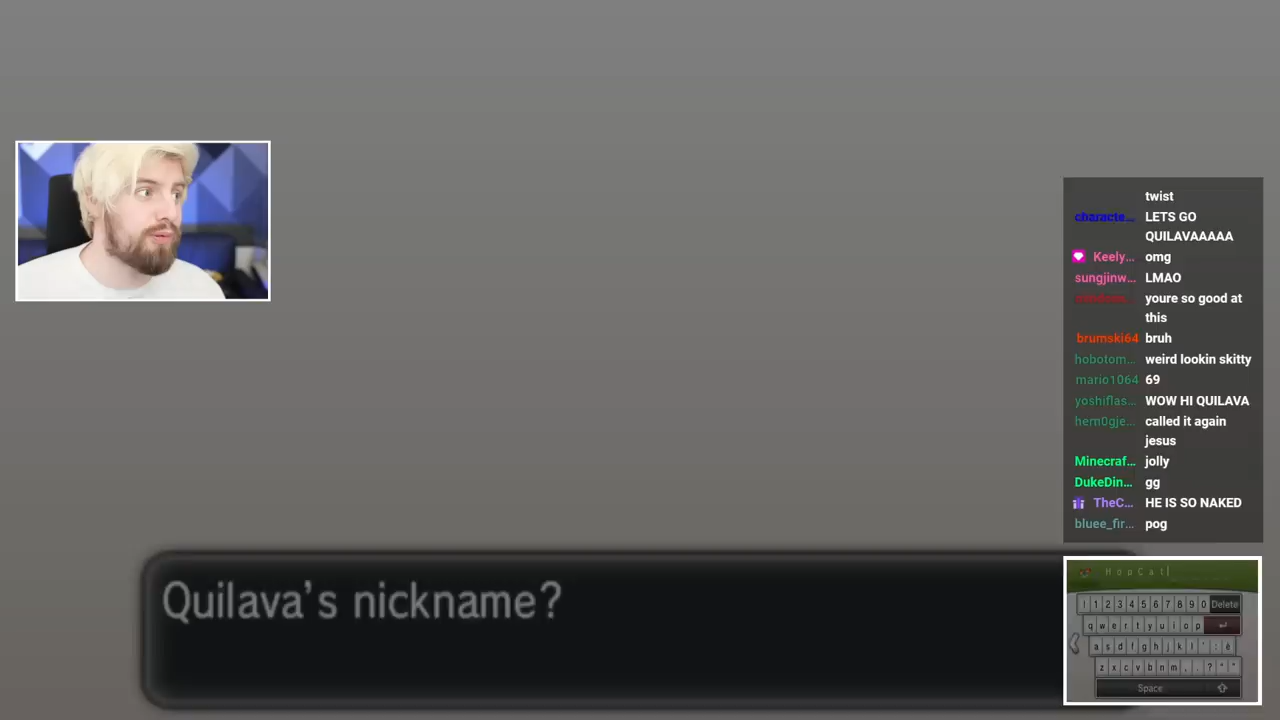 twist
characte... LETS GO
QUILAVAAAAA
Keely... omg
sungjinw... LMAO
youre so good at
this
brumski64 bruh
hobotom... weird lookin skitty
mario1064 69
yoshiflas... WOW HI QUILAVA
hern0gje... called it again
jesus
Minecraf... jolly
DukeDin... gg
TheC... HE IS SO NAKED
bluee_fir... pog
Quilava's nickname?
HopCat
! 1 2 3 4 5 6 7 8 9 0 Delete
q w e r t y u i o p
a s d f g h j k l ' : é
z x c v b n m , . ? " "
Space